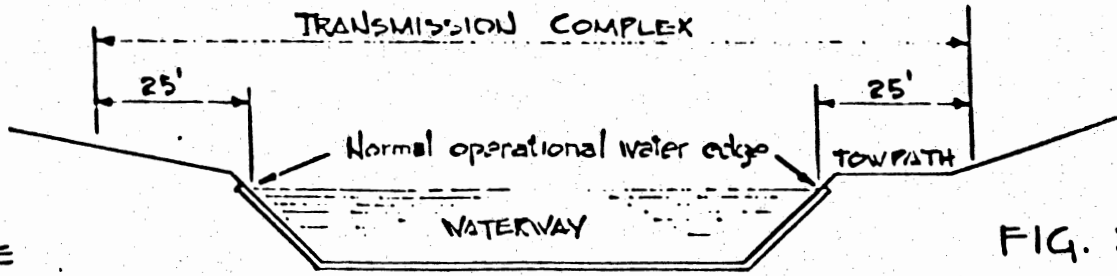 TRANSMISSION COMPLEX
25' 25'
Normal operational water edge
TOWPATH
WATERWAY
FIG.